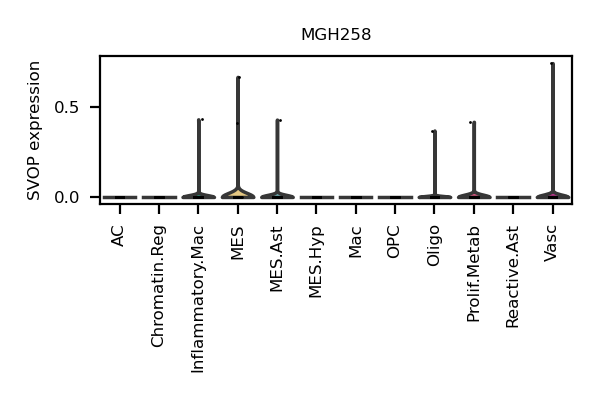 MGH258
SVOP expression
0.5
0.0
AC
Chromatin.Reg
Inflammatory.Mac
MES
MES.Ast
MES.Hyp
Mac
OPC
Oligo
Prolif.Metab
Reactive.Ast
Vasc